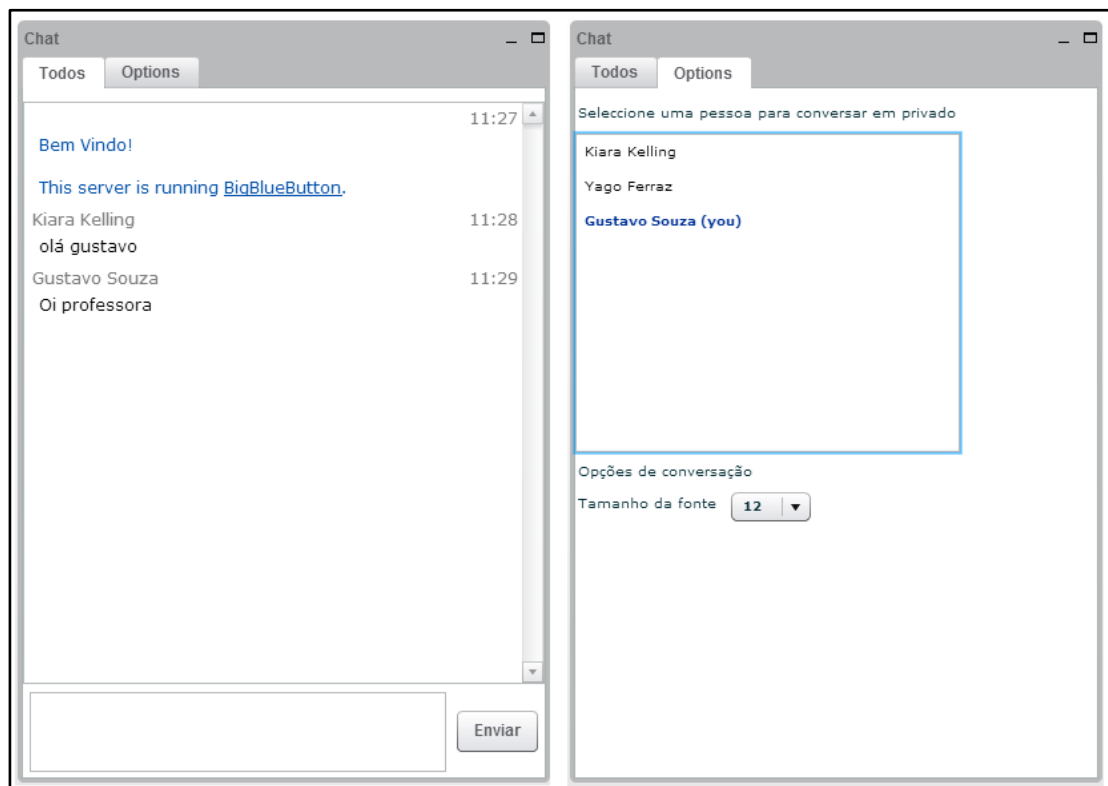 Chat
Todos Options
11:27
Bem Vindo!
This server is running BigBlueButton.
Kiara Kelling 11:28
olá gustavo
Gustavo Souza 11:29
Oi professora
Enviar
Chat
Todos Options
Seleccione uma pessoa para conversar em privado
Kiara Kelling
Yago Ferraz
Gustavo Souza (you)
Opções de conversação
Tamanho da fonte 12